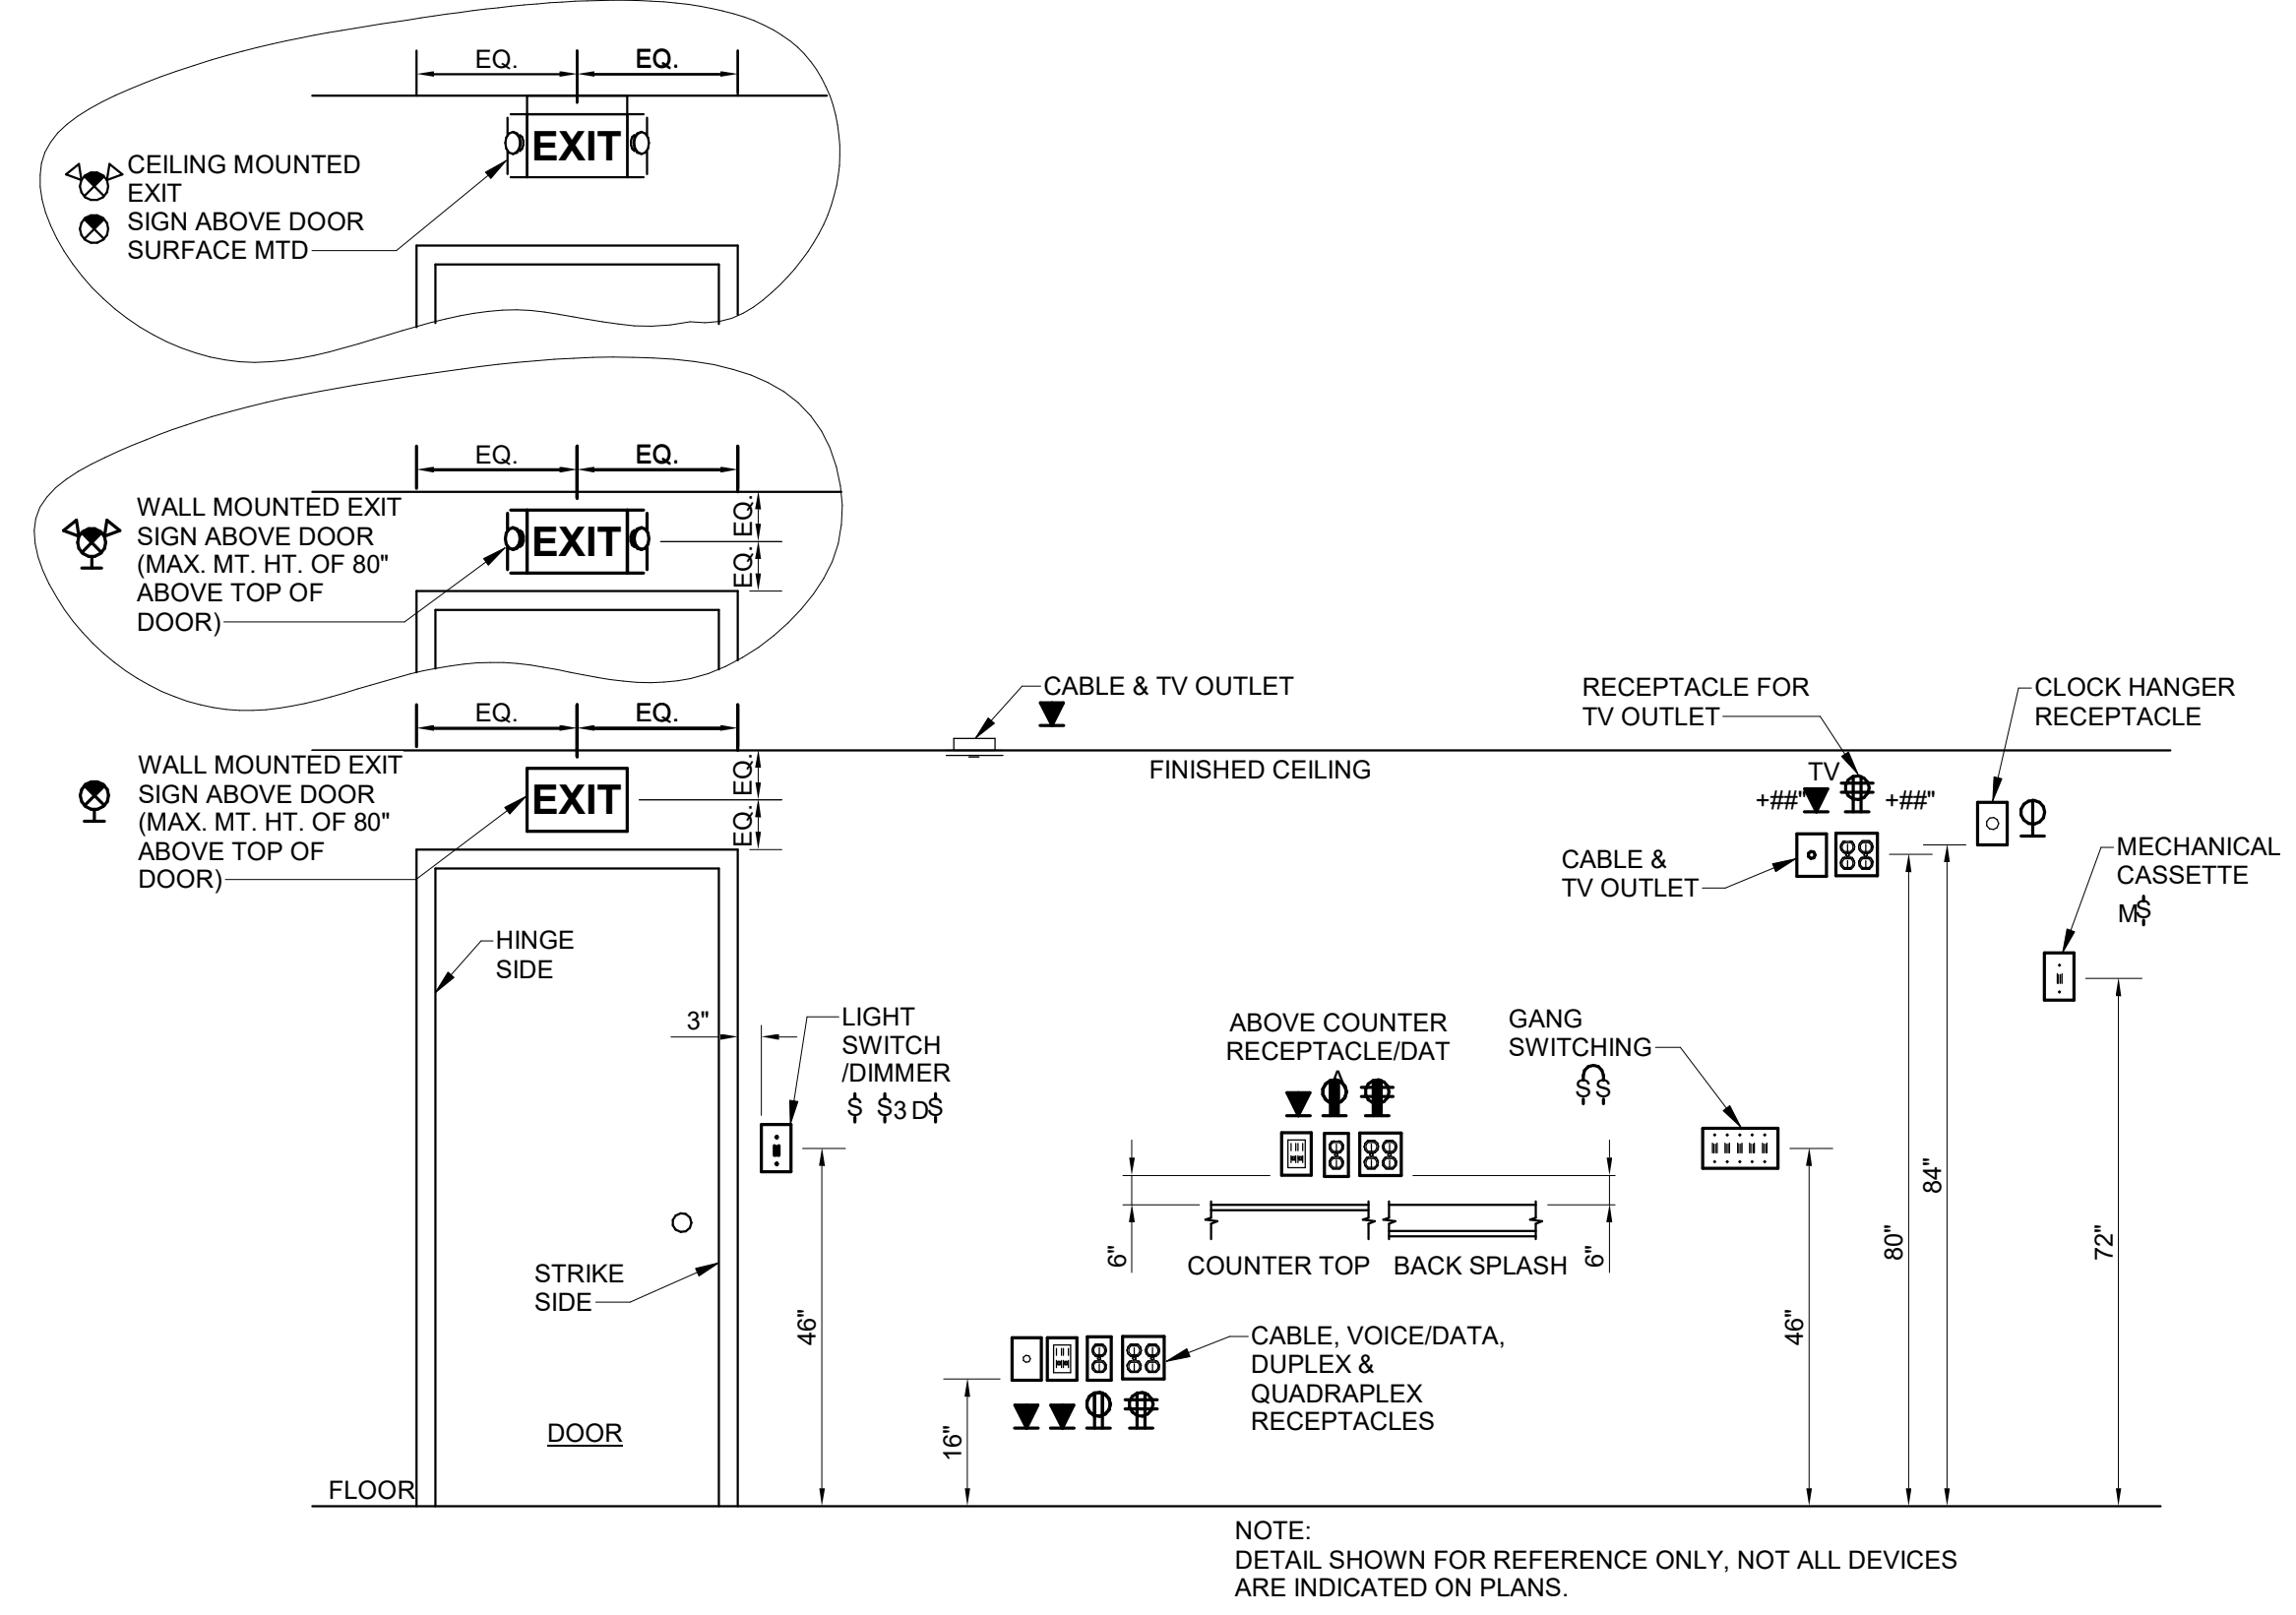 EQ. EQ.
EXIT
CEILING MOUNTED
EXIT
SIGN ABOVE DOOR
SURFACE MTD
EQ. EQ.
EQ.
EQ.
EXIT
WALL MOUNTED EXIT
SIGN ABOVE DOOR
(MAX. MT. HT. OF 80"
ABOVE TOP OF
DOOR)
EQ. EQ.
EQ.
EQ.
EXIT
WALL MOUNTED EXIT
SIGN ABOVE DOOR
(MAX. MT. HT. OF 80"
ABOVE TOP OF
DOOR)
CABLE & TV OUTLET
FINISHED CEILING
RECEPTACLE FOR
TV OUTLET
CLOCK HANGER
RECEPTACLE
TV
+##" +##"
CABLE &
TV OUTLET
MECHANICAL
CASSETTE
M$
HINGE
SIDE
3"
LIGHT
SWITCH
/DIMMER
$ $3 D$
ABOVE COUNTER
RECEPTACLE/DAT
A
GANG
SWITCHING
$ $
6"
COUNTER TOP
BACK SPLASH
6"
STRIKE
SIDE
46"
46"
80"
84"
72"
CABLE, VOICE/DATA,
DUPLEX &
QUADRAPLEX
RECEPTACLES
16"
DOOR
FLOOR
NOTE:
DETAIL SHOWN FOR REFERENCE ONLY, NOT ALL DEVICES
ARE INDICATED ON PLANS.